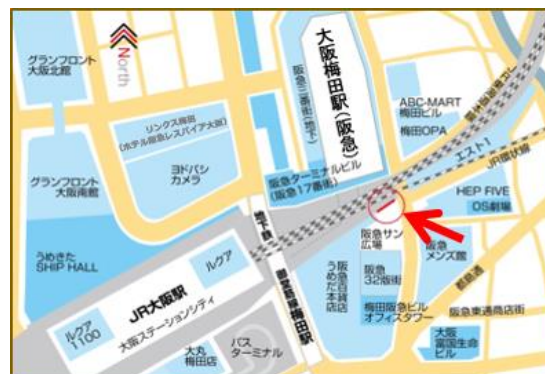 グランフロント
大阪北館
North
リンクス梅田
(ホテル阪急レスパイア大阪)
ヨドバシ
カメラ
グランフロント
大阪南館
うめきた
SHIP HALL
大阪梅田駅(阪急)
阪急三番街(地下)
阪急ターミナルビル
(阪急17番街)
ABC-MART
梅田ビル
梅田OPA
エスト1
JR環状線
HEP FIVE
OS劇場
阪急サン
広場
阪急
メンズ館
阪急
32番街
阪急百貨店
うめだ本店
梅田阪急ビル
オフィスタワー
都島通
阪急東通商店街
大阪
富国生命
ビル
地下鉄
御堂筋線梅田駅
ルクア
JR大阪駅
大阪ステーションシティ
ルクア
1100
大丸
梅田店
バス
ターミナル